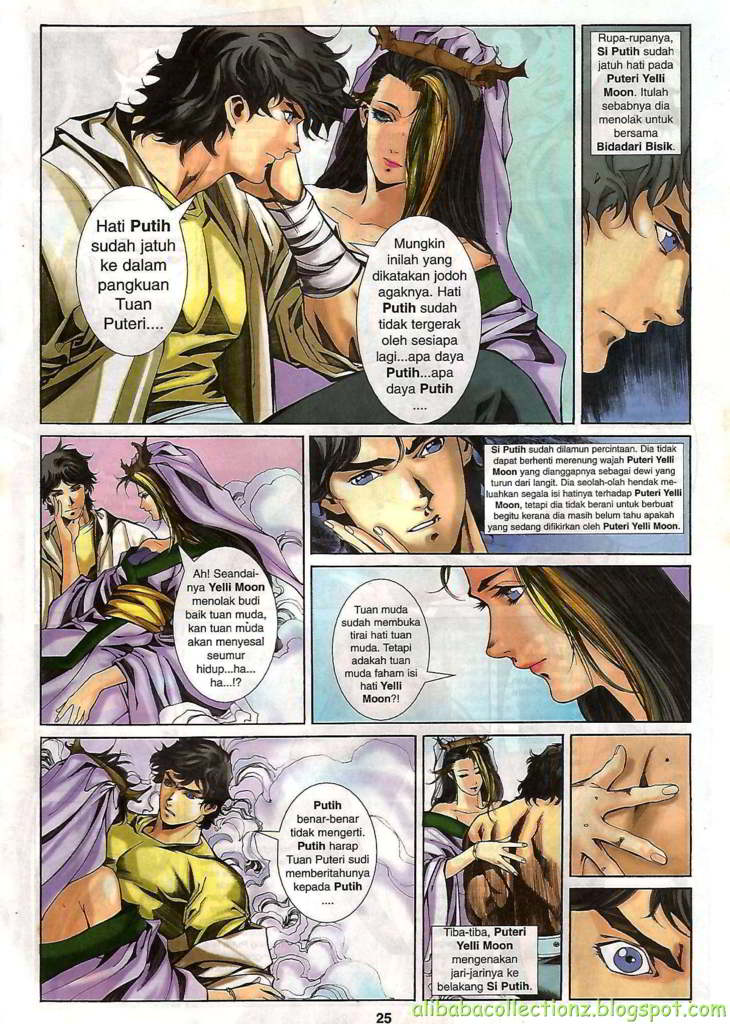 Hati Putih
sudah jatuh
ke dalam
pangkuan
Tuan
Puteri....
Mungkin
inilah yang
dikatakan jodoh
agaknya. Hati
Putih sudah
tidak tergerak
oleh sesiapa
lagi...apa daya
Putih...apa
daya Putih
....
Rupa-rupanya,
Si Putih sudah
jatuh hati pada
Puteri Yelli
Moon. Itulah
sebabnya dia
menolak untuk
bersama
Bidadari Bisik.
Ah! Seandai-
nya Yelli Moon
menolak budi
baik tuan muda,
kan tuan muda
akan menyesal
seumur
hidup...ha...
ha...!?
Si Putih sudah dilamun percintaan. Dia tidak
dapat berhenti merenung wajah Puteri Yelli
Moon yang dianggapnya sebagai dewi yang
turun dari langit. Dia seolah-olah hendak me-
luahkan segala isi hatinya terhadap Puteri Yelli
Moon, tetapi dia tidak berani untuk berbuat
begitu kerana dia masih belum tahu apakah
yang sedang difikirkan oleh Puteri Yelli Moon.
Tuan muda
sudah membuka
tirai hati tuan
muda. Tetapi
adakah tuan
muda faham isi
hati Yelli
Moon?!
Putih
benar-benar
tidak mengerti.
Putih harap
Tuan Puteri sudi
memberitahunya
kepada Putih
....
Tiba-tiba, Puteri
Yelli Moon
mengenakan
jari-jarinya ke
belakang Si Putih.
25
alibabacollectionz.blogspot.com